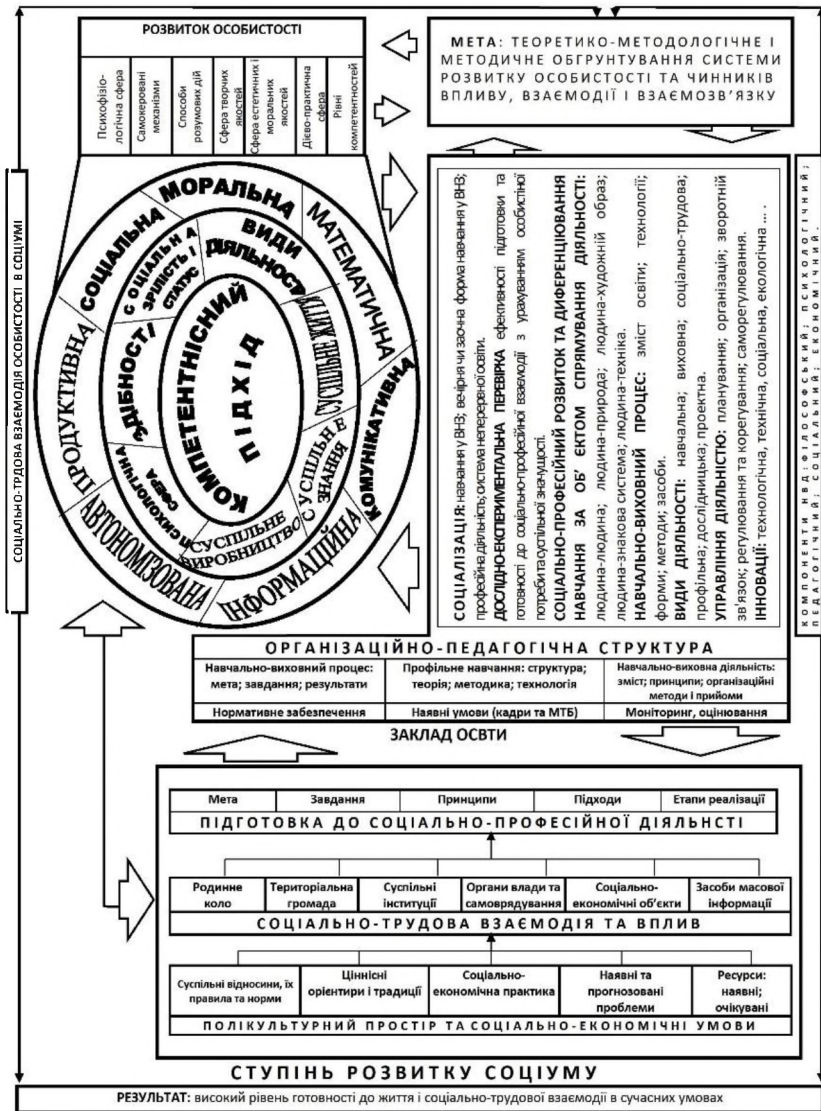 РОЗВИТОК ОСОБИСТОСТІ
Психофізіо-
логічна сфера
Самокеровані
механізми
Способи
розумових дій
Сфера творчих
якостей
Сфера естетичних і
моральних
якостей
Дієво-практична
сфера
Рівні
компетентностей
МЕТА: ТЕОРЕТИКО-МЕТОДОЛОГІЧНЕ І
МЕТОДИЧНЕ ОБГРУНТУВАННЯ СИСТЕМИ
РОЗВИТКУ ОСОБИСТОСТІ ТА ЧИННИКІВ
ВПЛИВУ, ВЗАЄМОДІЇ І ВЗАЄМОЗВ'ЯЗКУ
СОЦІАЛЬНО-ТРДОВА ВЗАЄМОДІЯ ОСОБИСТОСТІ В СОЦІУМІ
АВТОНОМІЗОВАНА
ПРОДУКТИВНА
СОЦІАЛЬНА
МОРАЛЬНА
МАТЕМАТИЧНА
КОМУНІКАТИВНА
ІНФОРМАЦІЙНА
ПСИХОЛОГІЧНА
СФЕРА
ЗДІБНОСТІ
СОЦІАЛЬНА
ЗРІЛІСТЬ І
СТАТУС
ВИДИ
ДІЯЛЬНОСТІ
СУСПІЛЬНЕ ЖИТТЯ
СУСПІЛЬНЕ
ЗНАННЯ
СУСПІЛЬНЕ
ВИРОБНИЦТВО
КОМПЕТЕНТНІСНИЙ
ПІДХІД
СОЦІАЛІЗАЦІЯ: навчання у ВНЗ; вечірня чи заочна форма навчання у ВНЗ;
професійна діяльність, система неперервної освіти.
ДОСЛІДНО-ЕКСПЕРИМЕНТАЛЬНА ПЕРЕВІРКА ефективності підготовки та
готовності до соціально-професійної взаємодії з урахуванням особистіної
потреби та суспільної значущості.
СОЦІАЛЬНО-ПРОФЕСІЙНИЙ РОЗВИТОК ТА ДИФЕРЕНЦІЮВАННЯ
НАВЧАННЯ ЗА ОБ' ЄКТОМ СПРЯМУВАННЯ ДІЯЛЬНОСТІ:
людина-людина; людина-природа; людина-художній образ;
людина-знакова система; людина-техніка.
НАВЧАЛЬНО-ВИХОВНИЙ ПРОЦЕС: зміст освіти; технології;
форми; методи; засоби.
ВИДИ ДІЯЛЬНОСТІ: навчальна; виховна; соціально-трудова;
профільна; дослідницька; проектна.
УПРАВЛІННЯ ДІЯЛЬНІСТЮ: планування; організація; зворотній
зв'язок; регулювання та корегування; саморегулювання.
ІННОВАЦІЇ: технологічна, технічна, соціальна, екологічна ... .
КОМПОНЕНТИ НВД: ФІЛОСОФСЬКИЙ; ПСИХОЛОГІЧНИЙ;
ПЕДАГОГІЧНИЙ; СОЦІАЛЬНИЙ; ЕКОНОМІЧНИЙ.
ОРГАНІЗАЦІЙНО-ПЕДАГОГІЧНА СТРУКТУРА
Навчально-виховний процес:
мета; завдання; результати
Профільне навчання: структура;
теорія; методика; технологія
Навчально-виховна діяльність:
зміст; принципи; організаційні
методи і прийоми
Нормативне забезпечення
Наявні умови (кадри та МТБ)
Моніторинг, оцінювання
ЗАКЛАД ОСВТИ
Мета
Завдання
Принципи
Підходи
Етапи реалізації
ПІДГОТОВКА ДО СОЦІАЛЬНО-ПРОФЕСІЙНОЇ ДІЯЛЬНСТІ
Родинне
коло
Територіальна
громада
Суспільні
інституції
Органи влади та
самоврядування
Соціально-
економічні об'єкти
Засоби масової
інформації
СОЦІАЛЬНО-ТРУДОВА ВЗАЄМОДІЯ ТА ВПЛИВ
Суспільні відносини, їх
правила та норми
Ціннісні
орієнтири і традиції
Соціально-
економічна практика
Наявні та
прогнозовані
проблеми
Ресурси:
наявні;
очікувані
ПОЛІКУЛЬТУРНИЙ ПРОСТІР ТА СОЦІАЛЬНО-ЕКОНОМІЧНІ УМОВИ
СТУПІНЬ РОЗВИТКУ СОЦІУМУ
РЕЗУЛЬТАТ: високий рівень готовності до життя і соціально-трудової взаємодії в сучасних умовах